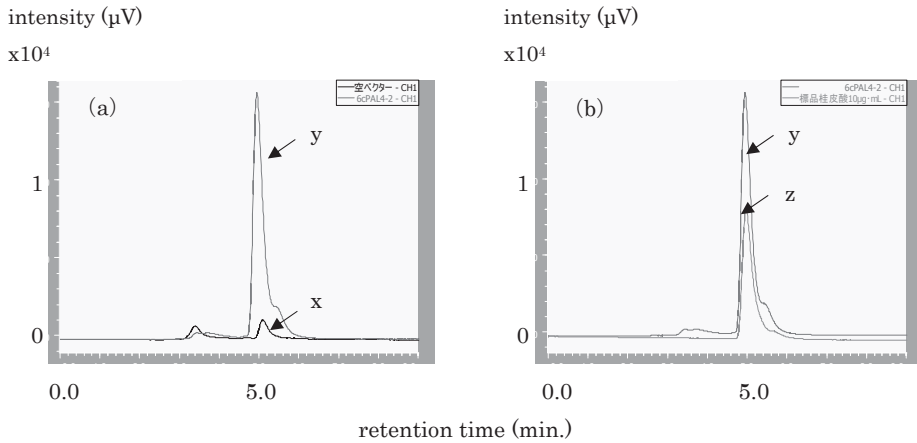 intensity (µV)
x10⁴
(a)
空ベクター - CH1
6cPAL4-2 - CH1
y
1
x
0
0.0
5.0
intensity (µV)
x10⁴
(b)
6cPAL4-2 - CH1
標品桂皮酸10µg・mL - CH1
y
1
z
0
0.0
5.0
retention time (min.)